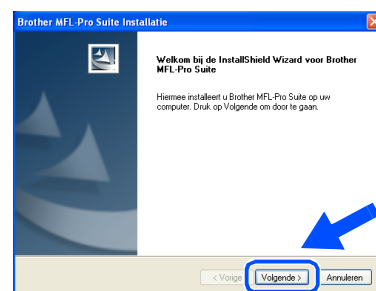 Brother MFL-Pro Suite Installatie
Welkom bij de InstallShield Wizard voor Brother
MFL-Pro Suite
Hiermee installeert u Brother MFL-Pro Suite op uw
computer. Druk op Volgende om door te gaan.
< Vorige
Volgende >
Annuleren